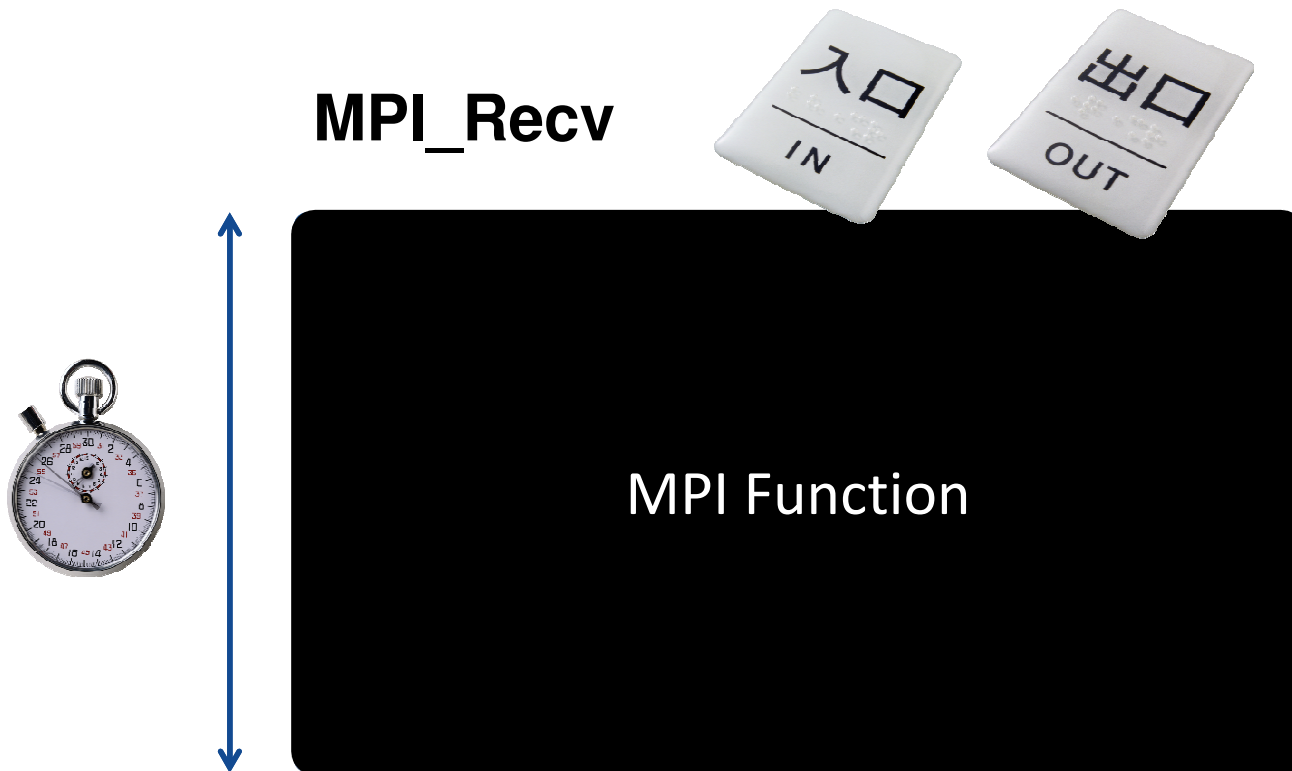 MPI_Recv
入口
IN
出口
OUT
MPI Function